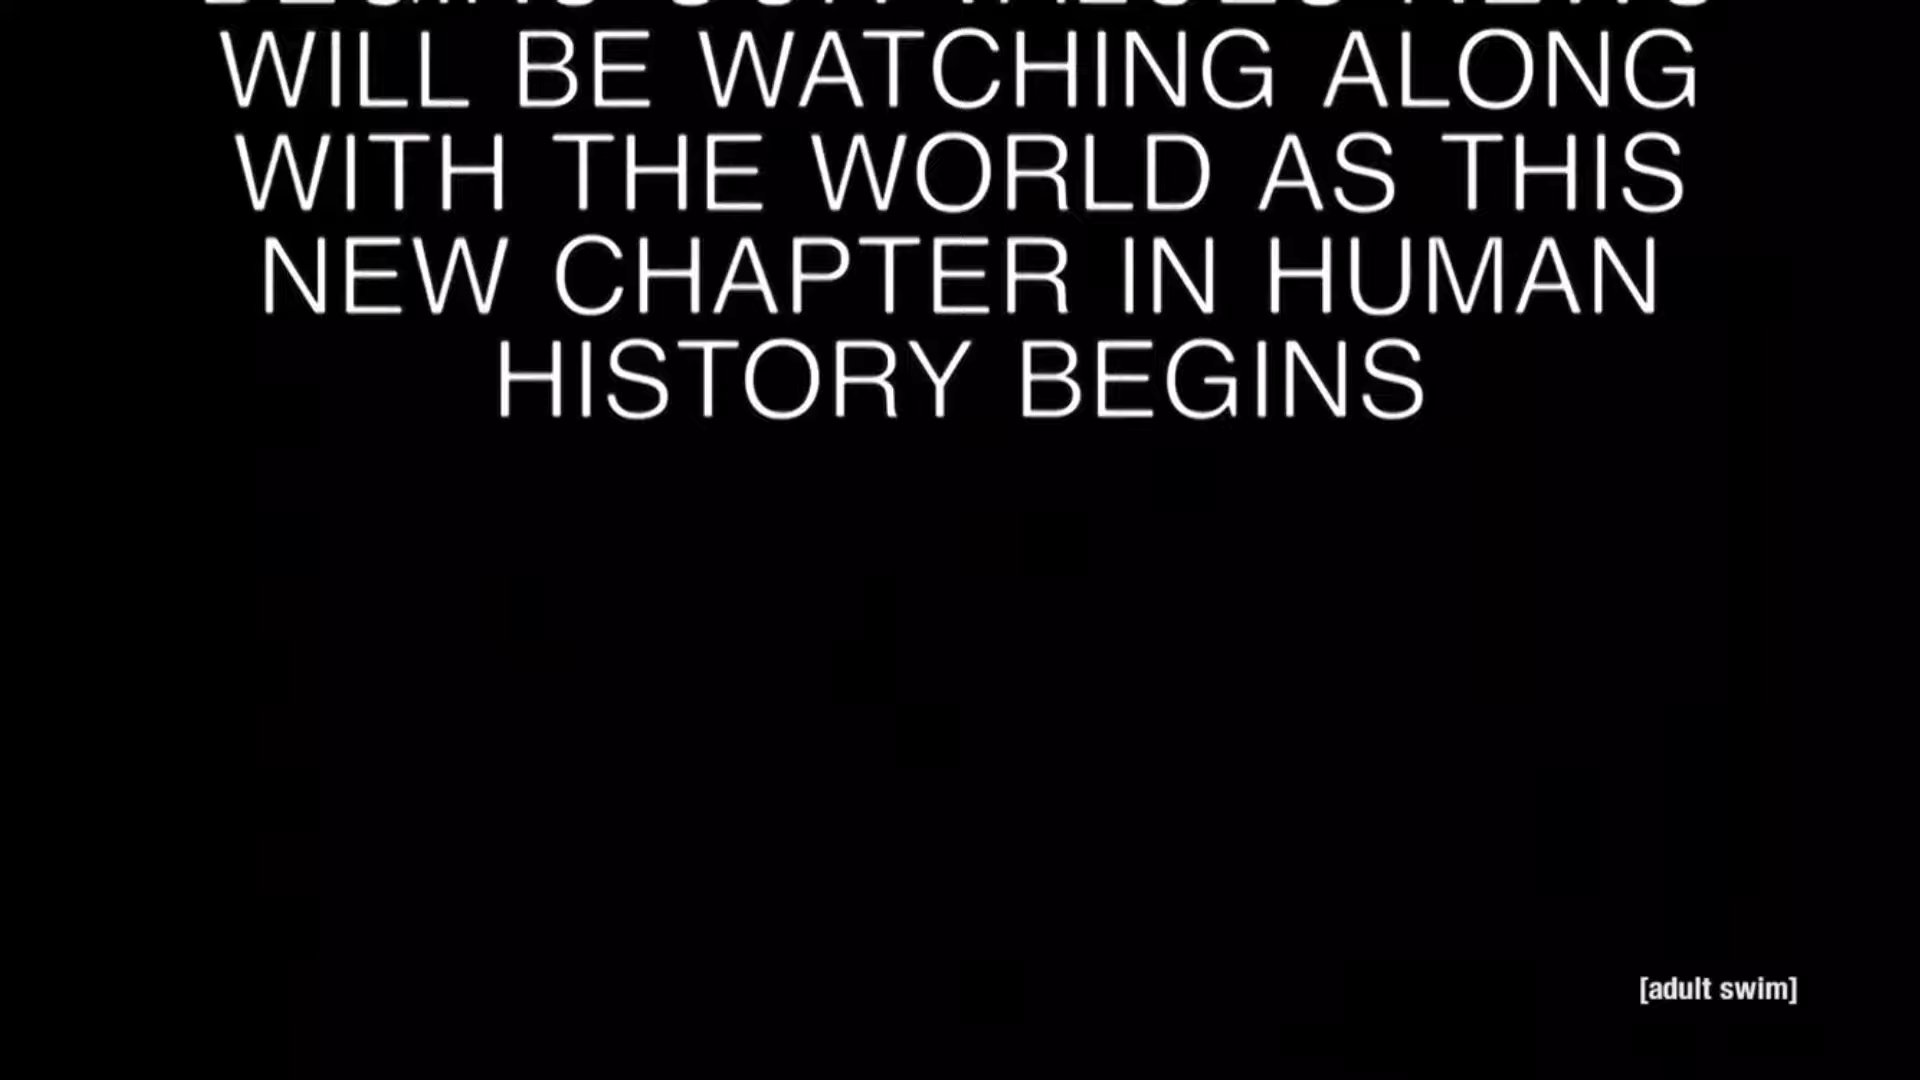 WILL BE WATCHING ALONG
WITH THE WORLD AS THIS
NEW CHAPTER IN HUMAN
HISTORY BEGINS
[adult swim]